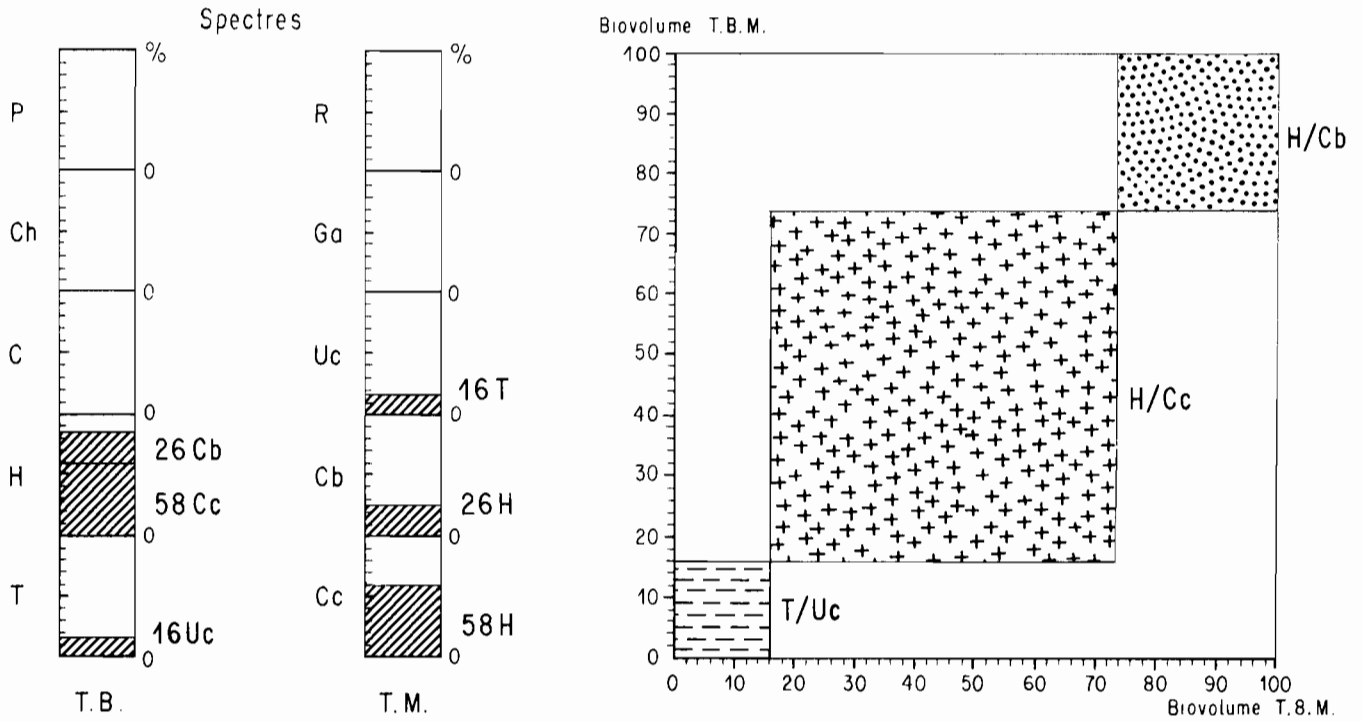 Spectres
%
P
0
Ch
0
C
0
26 Cb
H
58 Cc
0
T
16 Uc
0
T.B.
%
R
0
Ga
0
Uc
16 T
0
Cb
26 H
0
Cc
58 H
0
T.M.
Biovolume T.B.M.
100
90
80
70
60
50
40
30
20
10
0
H/Cb
H/Cc
T/Uc
0 10 20 30 40 50 60 70 80 90 100
Biovolume T.B.M.